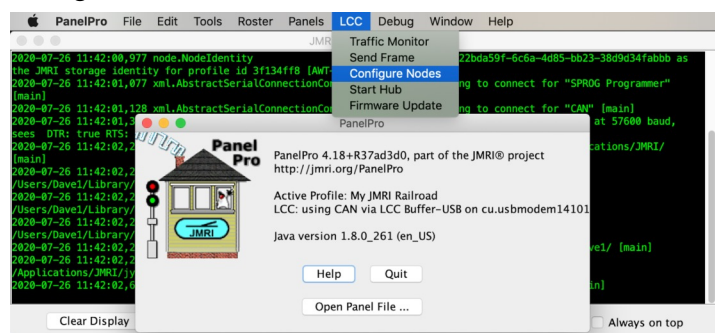 PanelPro File Edit Tools Roster Panels LCC Debug Window Help
JMR
Traffic Monitor
Send Frame
Configure Nodes
Start Hub
Firmware Update
2020-07-26 11:42:00,977 node.NodeIdentity 22bda59f-6c6a-4d85-bb23-38d9d34fabbb as
the JMRI storage identity for profile id 3f134ff8 [AWT-
2020-07-26 11:42:01,077 xml.AbstractSerialConnectionCon ng to connect for "SPROG Programmer"
[main]
2020-07-26 11:42:01,128 xml.AbstractSerialConnectionCon ng to connect for "CAN" [main]
2020-07-26 11:42:01,3 at 57600 baud,
sees DTR: true RTS:
2020-07-26 11:42:02,2 cations/JMRI/
[main]
2020-07-26 11:42:02,2
/Users/Dave1/Library/
2020-07-26 11:42:02,2
/Users/Dave1/Library/
2020-07-26 11:42:02,2
/Users/Dave1/Library/
2020-07-26 11:42:02,2 ve1/ [main]
2020-07-26 11:42:02,2
/Applications/JMRI/jy
2020-07-26 11:42:02,6 in]
PanelPro
Panel
Pro
JMRI
PanelPro 4.18+R37ad3d0, part of the JMRI® project
http://jmri.org/PanelPro
Active Profile: My JMRI Railroad
LCC: using CAN via LCC Buffer-USB on cu.usbmodem14101
Java version 1.8.0_261 (en_US)
Help Quit
Open Panel File ...
Clear Display Always on top